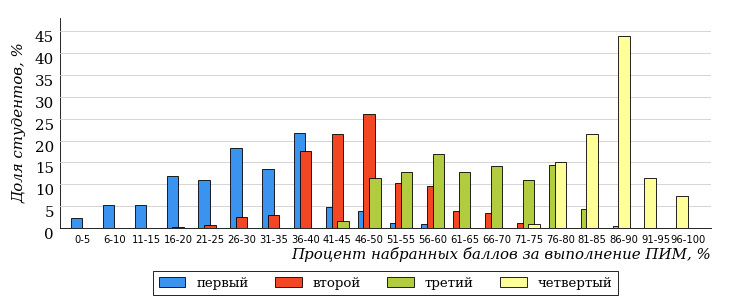 Доля студентов, %
45
40
35
30
25
20
15
10
5
0
0-5 6-10 11-15 16-20 21-25 26-30 31-35 36-40 41-45 46-50 51-55 56-60 61-65 66-70 71-75 76-80 81-85 86-90 91-95 96-100
Процент набранных баллов за выполнение ПИМ, %
первый второй третий четвертый